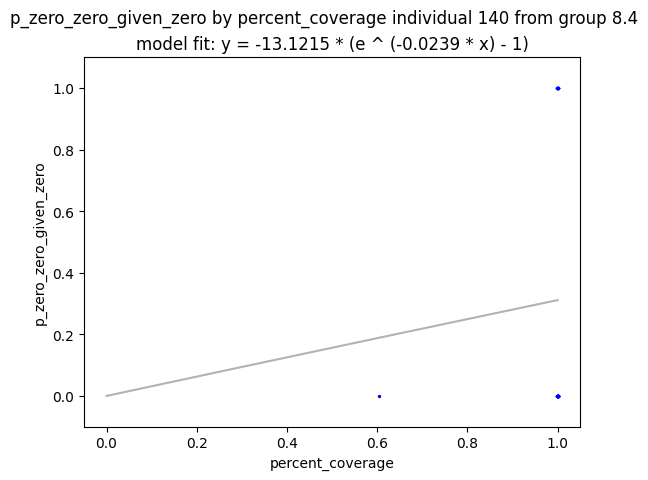 p_zero_zero_given_zero by percent_coverage individual 140 from group 8.4
model fit: y = -13.1215 * (e ^ (-0.0239 * x) - 1)
1.0
0.8
0.6
0.4
0.2
0.0
p_zero_zero_given_zero
0.0 0.2 0.4 0.6 0.8 1.0
percent_coverage